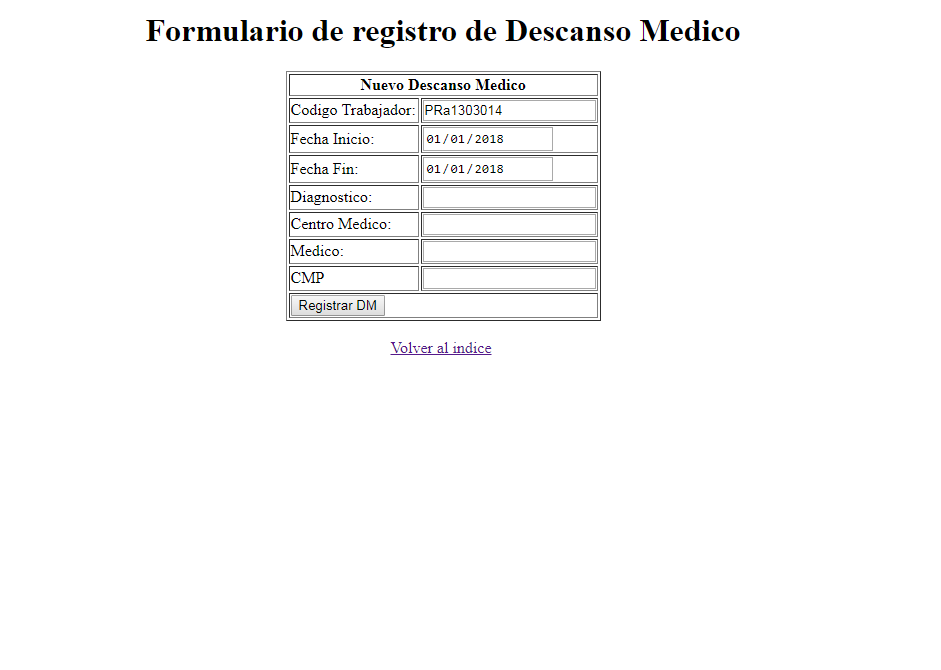 Formulario de registro de Descanso Medico
Nuevo Descanso Medico
Codigo Trabajador: PRa1303014
Fecha Inicio: 01/01/2018
Fecha Fin: 01/01/2018
Diagnostico:
Centro Medico:
Medico:
CMP
Registrar DM
Volver al indice